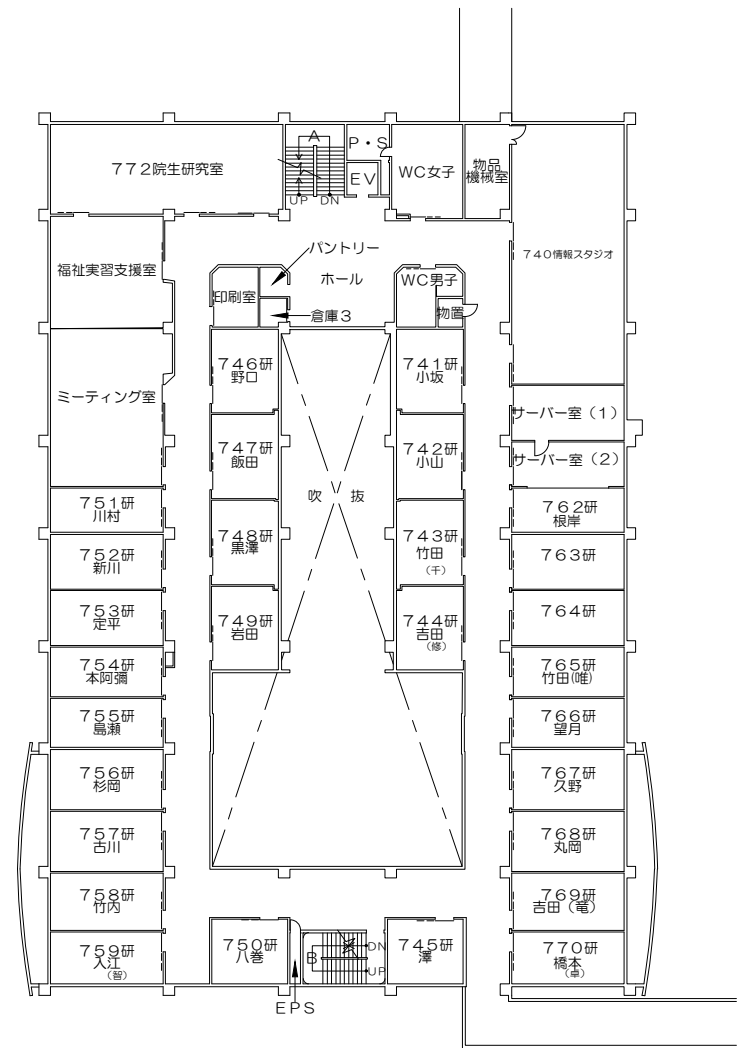 A
P・S
772院生研究室
EV
WC女子
物品
機械室
UP DN
パントリー
740情報スタジオ
福祉実習支援室
ホール
WC男子
印刷室
倉庫3
物置
746研
野口
741研
小坂
ミーティング室
サーバー室(1)
747研
飯田
742研
小山
サーバー室(2)
吹 抜
751研
川村
762研
根岸
748研
黒澤
743研
竹田
(千)
752研
新川
763研
753研
定平
749研
岩田
744研
吉田
(修)
764研
754研
本阿彌
765研
竹田(唯)
755研
島瀬
766研
望月
756研
杉岡
767研
久野
757研
古川
768研
丸岡
758研
竹内
769研
吉田(竜)
759研
入江
(智)
750研
八巻
B
DN
UP
745研
澤
770研
橋本
(卓)
EPS